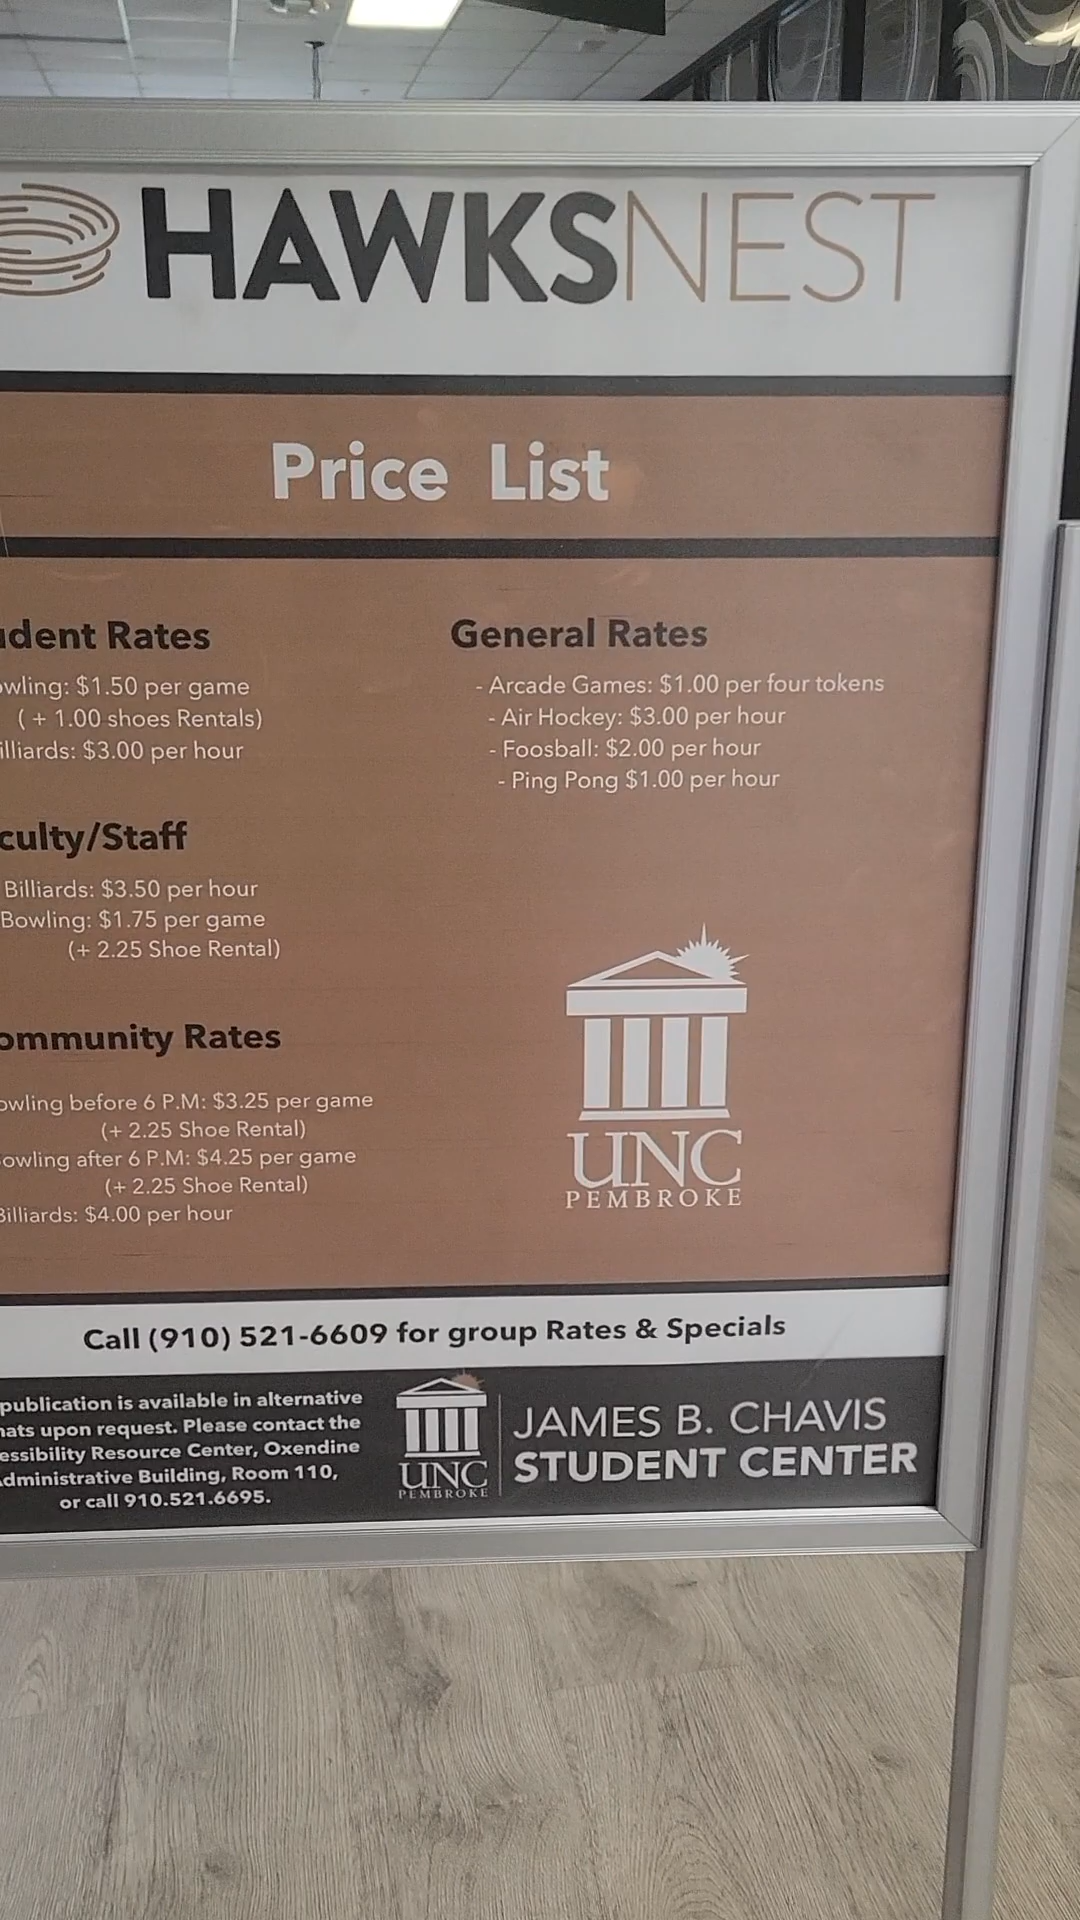 HAWKSNEST
Price List
udent Rates
owling: $1.50 per game
( + 1.00 shoes Rentals)
illiards: $3.00 per hour
culty/Staff
Billiards: $3.50 per hour
Bowling: $1.75 per game
(+ 2.25 Shoe Rental)
ommunity Rates
owling before 6 P.M: $3.25 per game
(+ 2.25 Shoe Rental)
owling after 6 P.M: $4.25 per game
(+ 2.25 Shoe Rental)
Billiards: $4.00 per hour
General Rates
- Arcade Games: $1.00 per four tokens
- Air Hockey: $3.00 per hour
- Foosball: $2.00 per hour
- Ping Pong $1.00 per hour
UNC
PEMBROKE
Call (910) 521-6609 for group Rates & Specials
publication is available in alternative
mats upon request. Please contact the
essibility Resource Center, Oxendine
dministrative Building, Room 110,
or call 910.521.6695.
UNC
PEMBROKE
JAMES B. CHAVIS
STUDENT CENTER